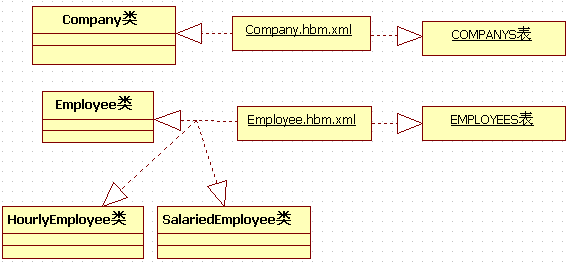 Company类
Company.hbm.xml
COMPANYS表
Employee类
Employee.hbm.xml
EMPLOYEES表
HourlyEmployee类
SalariedEmployee类